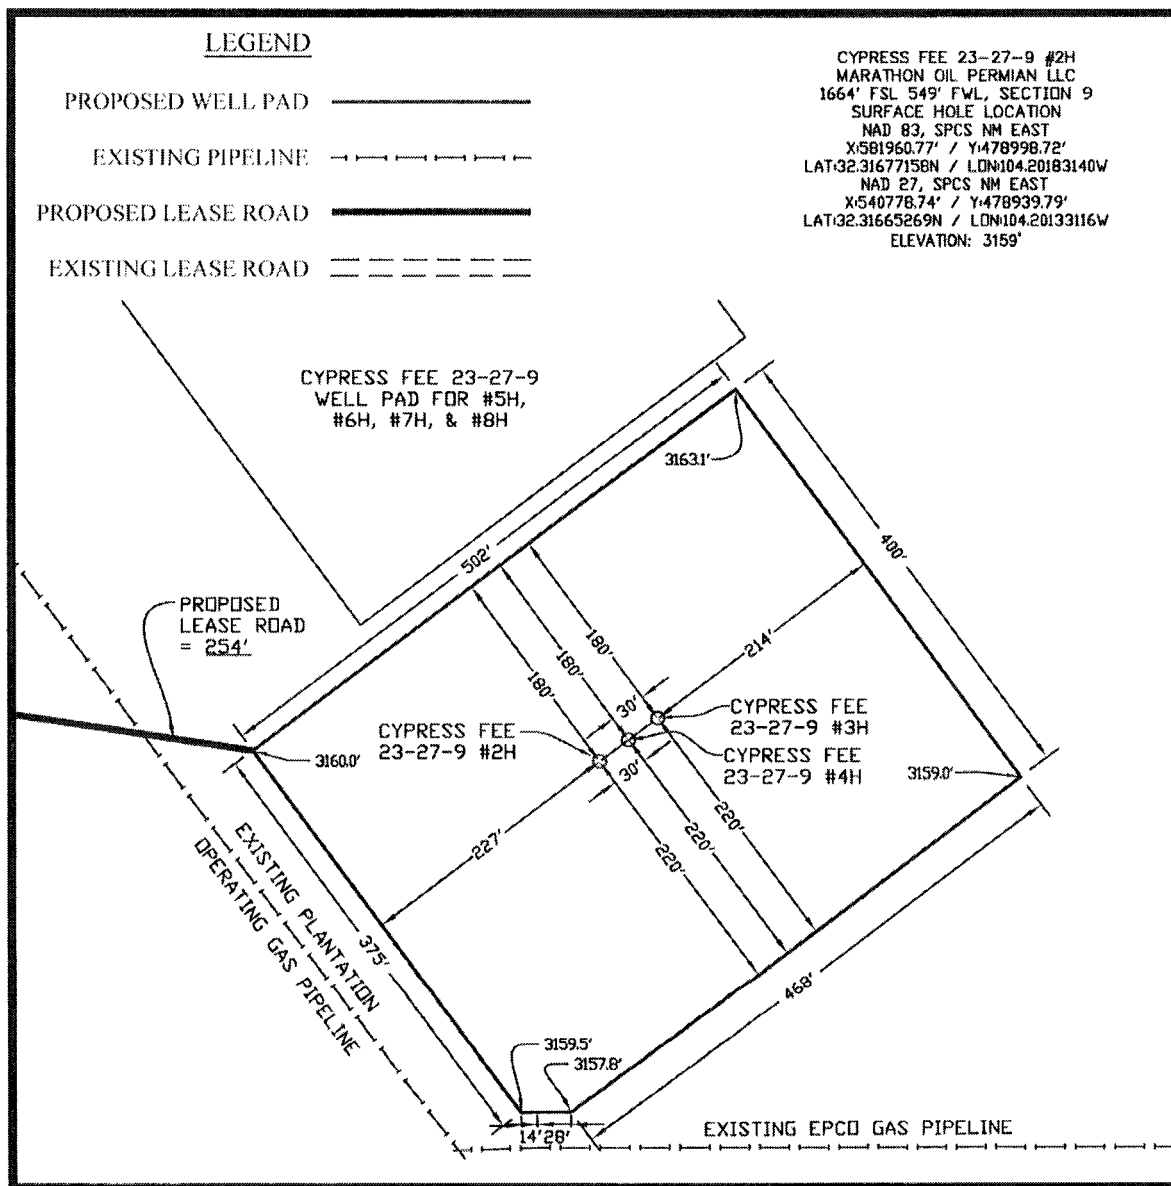 LEGEND
PROPOSED WELL PAD
EXISTING PIPELINE
PROPOSED LEASE ROAD
EXISTING LEASE ROAD
CYPRESS FEE 23-27-9 #2H
MARATHON OIL PERMIAN LLC
1664' FSL 549' FWL, SECTION 9
SURFACE HOLE LOCATION
NAD 83, SPCS NM EAST
X:581960.77' / Y:478998.72'
LAT:32.31677158N / LON:104.20183140W
NAD 27, SPCS NM EAST
X:540778.74' / Y:478939.79'
LAT:32.31665269N / LON:104.20133116W
ELEVATION: 3159'
CYPRESS FEE 23-27-9
WELL PAD FOR #5H,
#6H, #7H, & #8H
3163.1'
502'
400'
PROPOSED
LEASE ROAD
= 254'
180'
180'
180'
214'
30'
30'
CYPRESS FEE
23-27-9 #2H
CYPRESS FEE
23-27-9 #3H
CYPRESS FEE
23-27-9 #4H
3160.0'
3159.0'
227'
220'
220'
220'
EXISTING PLANTATION
OPERATING GAS PIPELINE
375'
468'
3159.5'
3157.8'
14' 28'
EXISTING EPCO GAS PIPELINE